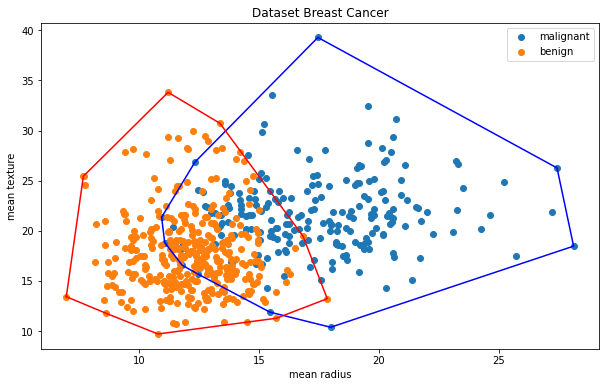 Dataset Breast Cancer
malignant
benign
mean texture
40
35
30
25
20
15
10
10
15
20
25
mean radius